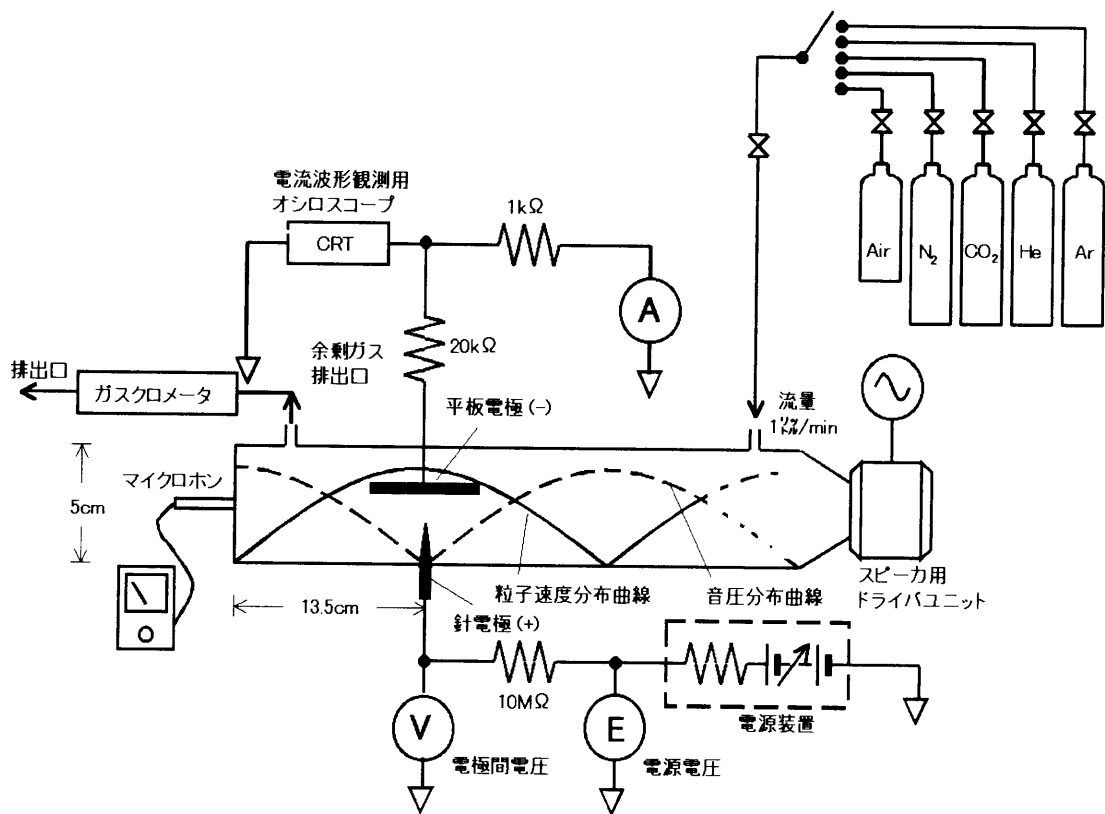 電流波形観測用
オシロスコープ
CRT
1kΩ
A
20kΩ
余剰ガス
排出口
排出口
ガスクロメータ
平板電極(-)
Air
N₂
CO₂
He
Ar
流量
1㍑/min
マイクロホン
5cm
13.5cm
針電極(+)
粒子速度分布曲線
音圧分布曲線
スピーカ用
ドライバユニット
10MΩ
V
電極間電圧
E
電源電圧
電源装置